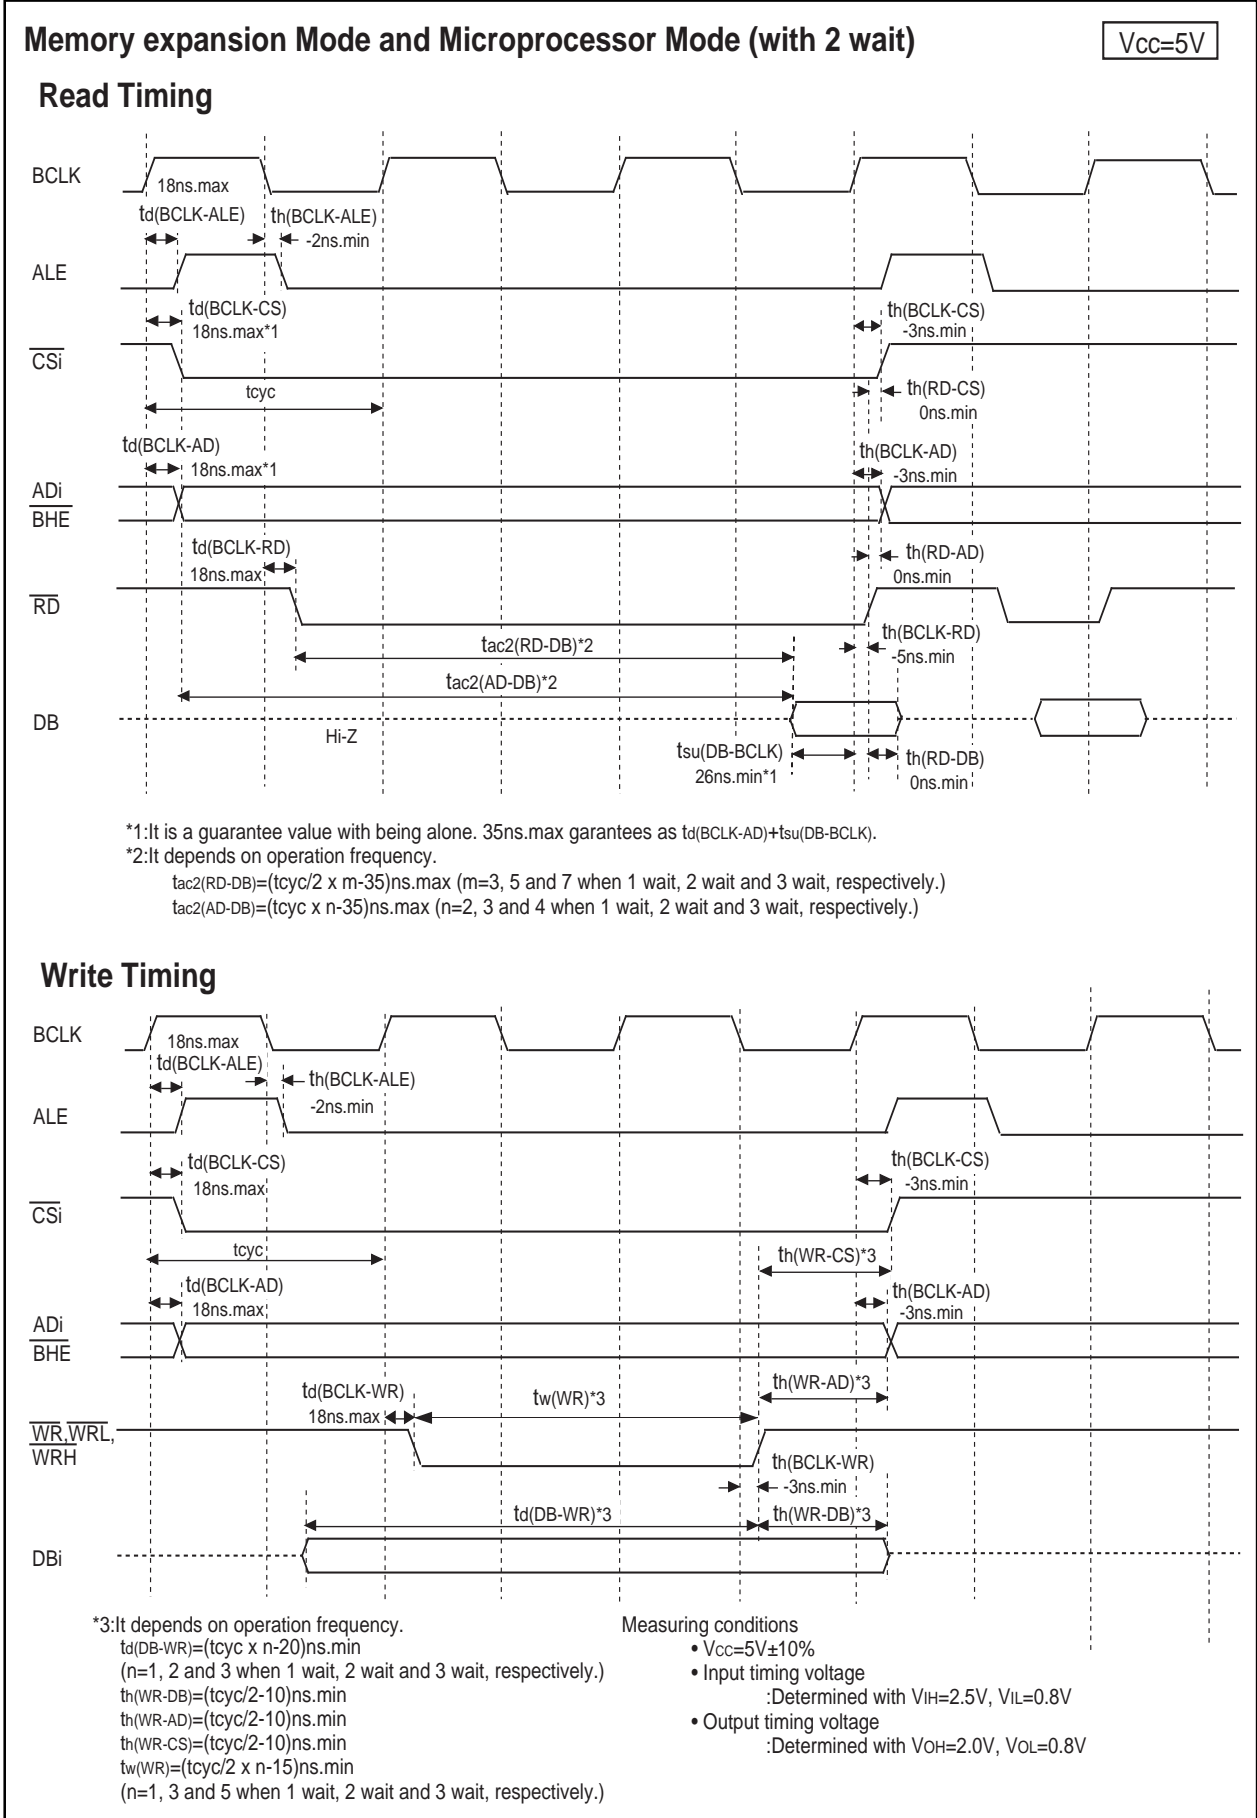 Memory expansion Mode and Microprocessor Mode (with 2 wait)
Vcc=5V
Read Timing
BCLK
18ns.max
td(BCLK-ALE)
th(BCLK-ALE)
-2ns.min
ALE
td(BCLK-CS)
18ns.max*1
th(BCLK-CS)
-3ns.min
CSi
tcyc
th(RD-CS)
0ns.min
td(BCLK-AD)
18ns.max*1
th(BCLK-AD)
-3ns.min
ADi
BHE
td(BCLK-RD)
18ns.max
th(RD-AD)
0ns.min
RD
tac2(RD-DB)*2
th(BCLK-RD)
-5ns.min
tac2(AD-DB)*2
DB
Hi-Z
tsu(DB-BCLK)
26ns.min*1
th(RD-DB)
0ns.min
*1:It is a guarantee value with being alone. 35ns.max garantees as td(BCLK-AD)+tsu(DB-BCLK).
*2:It depends on operation frequency.
tac2(RD-DB)=(tcyc/2 x m-35)ns.max (m=3, 5 and 7 when 1 wait, 2 wait and 3 wait, respectively.)
tac2(AD-DB)=(tcyc x n-35)ns.max (n=2, 3 and 4 when 1 wait, 2 wait and 3 wait, respectively.)
Write Timing
BCLK
18ns.max
td(BCLK-ALE)
th(BCLK-ALE)
-2ns.min
ALE
td(BCLK-CS)
18ns.max
th(BCLK-CS)
-3ns.min
CSi
tcyc
th(WR-CS)*3
td(BCLK-AD)
18ns.max
th(BCLK-AD)
-3ns.min
ADi
BHE
td(BCLK-WR)
18ns.max
tw(WR)*3
th(WR-AD)*3
WR,WRL,
WRH
th(BCLK-WR)
-3ns.min
td(DB-WR)*3
th(WR-DB)*3
DBi
*3:It depends on operation frequency.
td(DB-WR)=(tcyc x n-20)ns.min
(n=1, 2 and 3 when 1 wait, 2 wait and 3 wait, respectively.)
th(WR-DB)=(tcyc/2-10)ns.min
th(WR-AD)=(tcyc/2-10)ns.min
th(WR-CS)=(tcyc/2-10)ns.min
tw(WR)=(tcyc/2 x n-15)ns.min
(n=1, 3 and 5 when 1 wait, 2 wait and 3 wait, respectively.)
Measuring conditions
• VCC=5V±10%
• Input timing voltage
:Determined with VIH=2.5V, VIL=0.8V
• Output timing voltage
:Determined with VOH=2.0V, VOL=0.8V